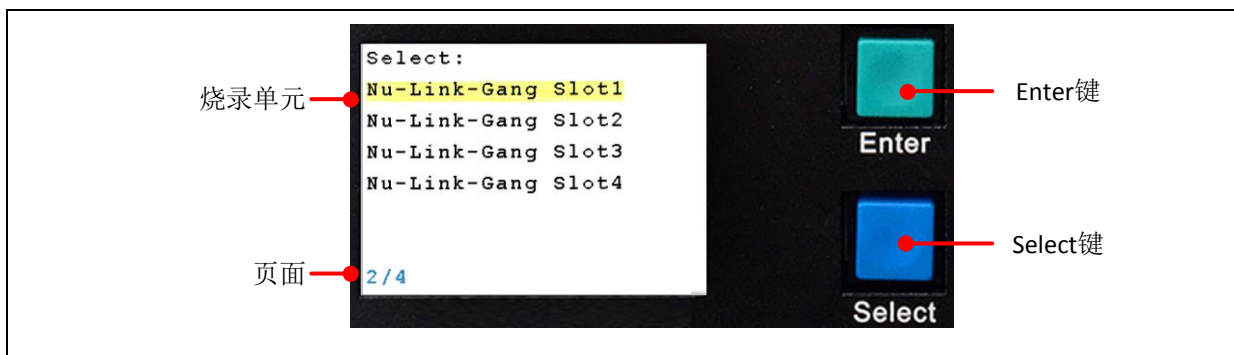 Select:
烧录单元
Nu-Link-Gang Slot1
Nu-Link-Gang Slot2
Nu-Link-Gang Slot3
Nu-Link-Gang Slot4
页面
2/4
Enter键
Enter
Select键
Select